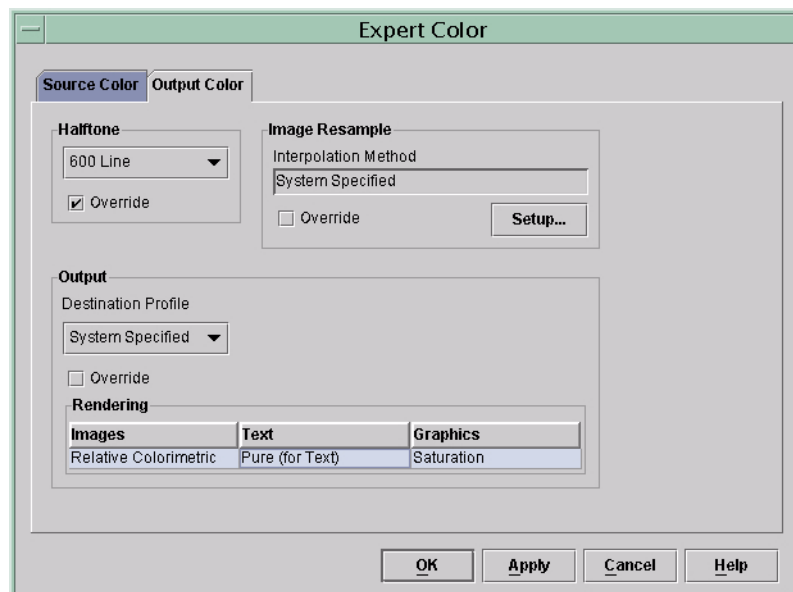 Expert Color
Source Color Output Color
Halftone
600 Line
Override
Image Resample
Interpolation Method
System Specified
Override Setup...
Output
Destination Profile
System Specified
Override
Rendering
Images Text Graphics
Relative Colorimetric Pure (for Text) Saturation
OK Apply Cancel Help